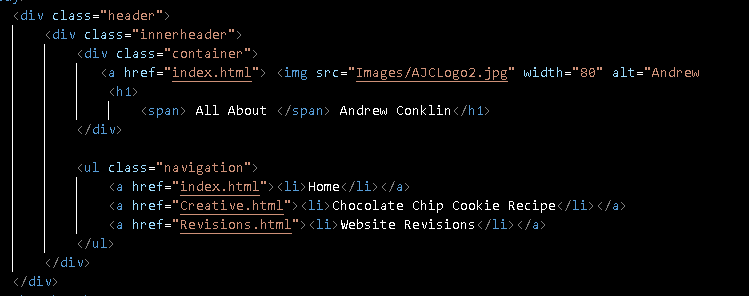 <div class="header">
<div class="innerheader">
<div class="container">
<a href="index.html"> <img src="Images/AJCLogo2.jpg" width="80" alt="Andrew
<h1>
<span> All About </span> Andrew Conklin</h1>
</div>
<ul class="navigation">
<a href="index.html"><li>Home</li></a>
<a href="Creative.html"><li>Chocolate Chip Cookie Recipe</li></a>
<a href="Revisions.html"><li>Website Revisions</li></a>
</ul>
</div>
</div>